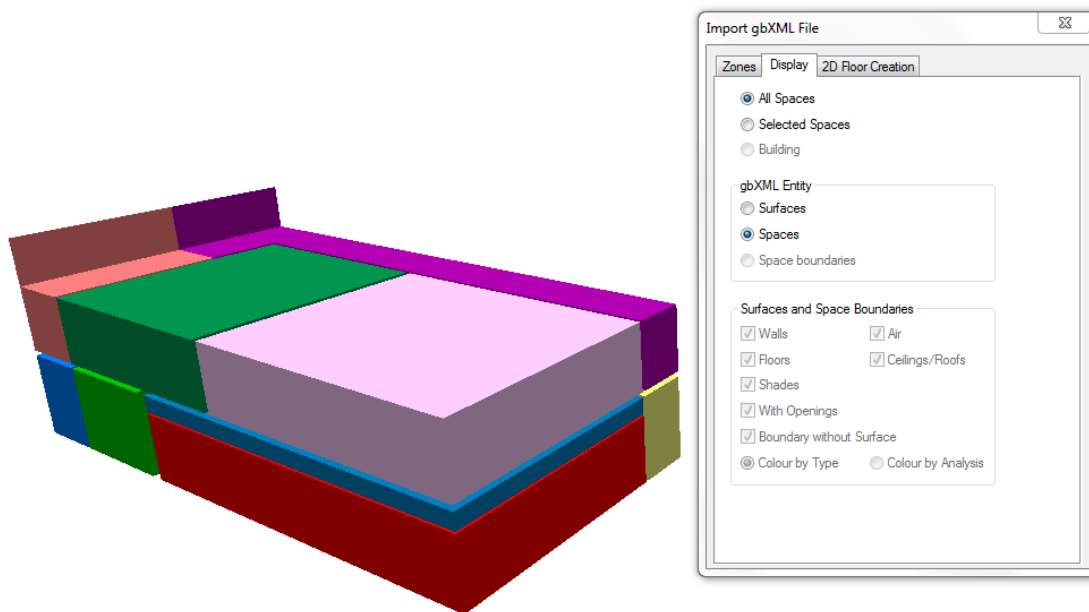 Import gbXML File
Zones Display 2D Floor Creation
All Spaces
Selected Spaces
Building
gbXML Entity
Surfaces
Spaces
Space boundaries
Surfaces and Space Boundaries
Walls Air
Floors Ceilings/Roofs
Shades
With Openings
Boundary without Surface
Colour by Type Colour by Analysis